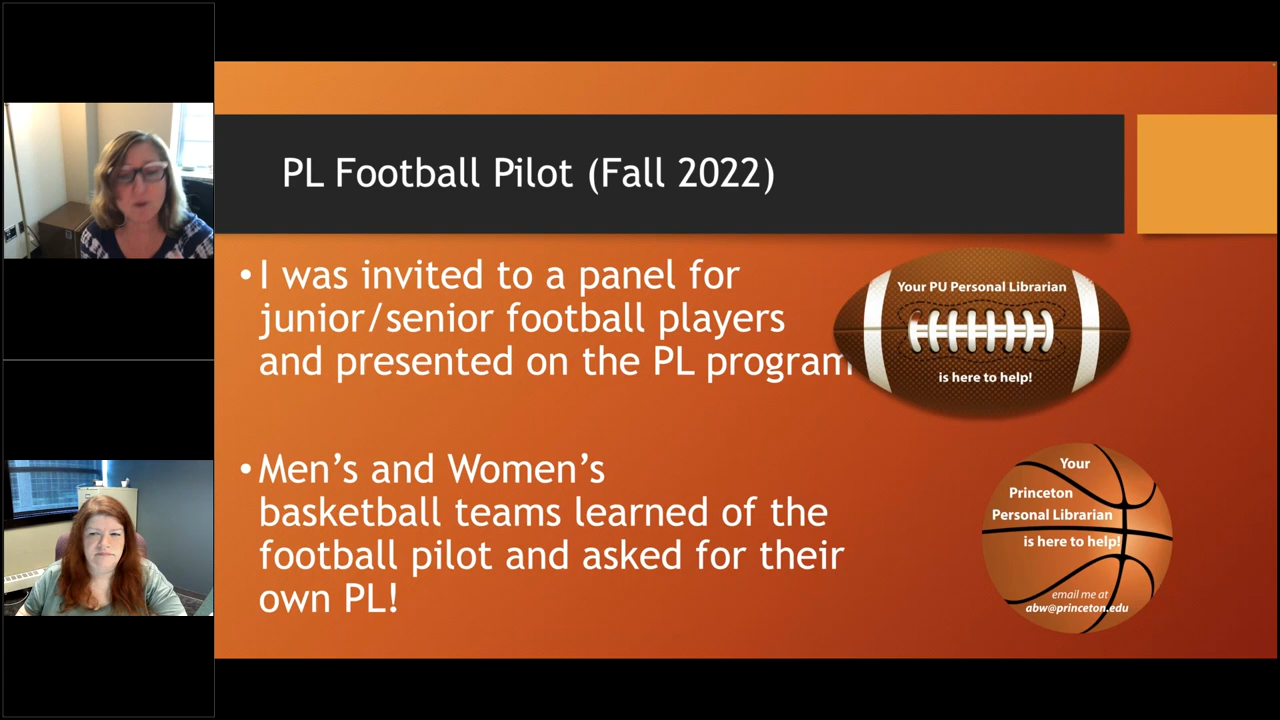 PL Football Pilot (Fall 2022)
•I was invited to a panel for
junior/senior football players
and presented on the PL program
Your PU Personal Librarian
is here to help!
•Men’s and Women’s
basketball teams learned of the
football pilot and asked for their
own PL!
Your
Princeton
Personal Librarian
is here to help!
email me at
abw@princeton.edu